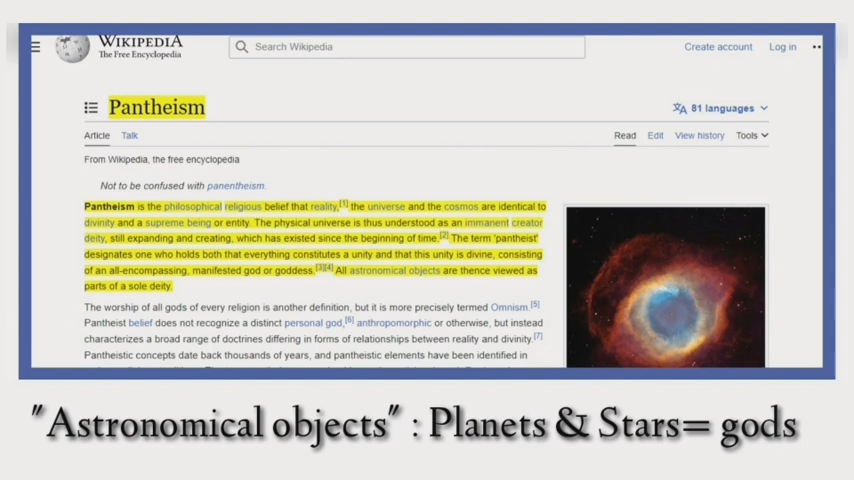 WIKIPEDIA
The Free Encyclopedia
Search Wikipedia
Create account Log in
Pantheism
81 languages
Article Talk
Read Edit View history Tools
From Wikipedia, the free encyclopedia
Not to be confused with panentheism.
Pantheism is the philosophical religious belief that reality,[1] the universe and the cosmos are identical to
divinity and a supreme being or entity. The physical universe is thus understood as an immanent creator
deity, still expanding and creating, which has existed since the beginning of time.[2] The term 'pantheist'
designates one who holds both that everything constitutes a unity and that this unity is divine, consisting
of an all-encompassing, manifested god or goddess.[3][4] All astronomical objects are thence viewed as
parts of a sole deity.
The worship of all gods of every religion is another definition, but it is more precisely termed Omnism.[5]
Pantheist belief does not recognize a distinct personal god,[6] anthropomorphic or otherwise, but instead
characterizes a broad range of doctrines differing in forms of relationships between reality and divinity.[7]
Pantheistic concepts date back thousands of years, and pantheistic elements have been identified in
"Astronomical objects" : Planets & Stars= gods